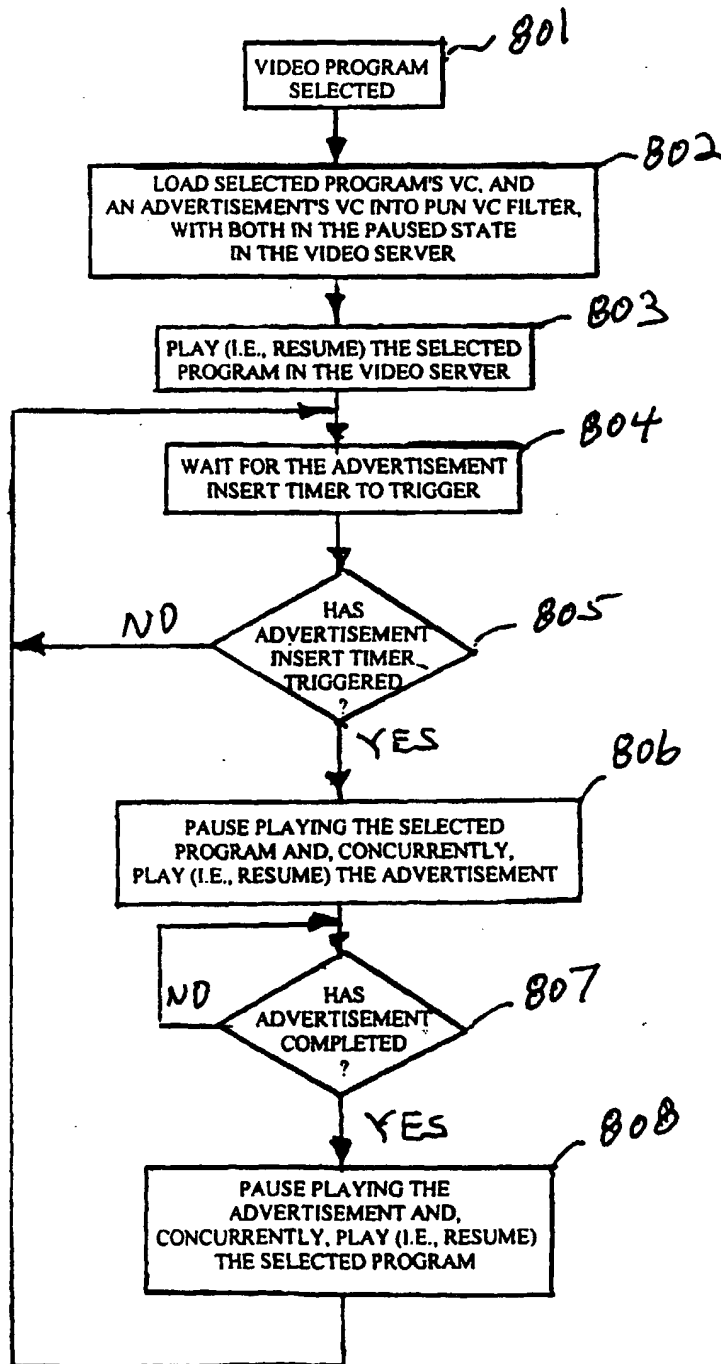 801
VIDEO PROGRAM
SELECTED
802
LOAD SELECTED PROGRAM'S VC, AND
AN ADVERTISEMENT'S VC INTO PUN VC FILTER,
WITH BOTH IN THE PAUSED STATE
IN THE VIDEO SERVER
803
PLAY (I.E., RESUME) THE SELECTED
PROGRAM IN THE VIDEO SERVER
804
WAIT FOR THE ADVERTISEMENT
INSERT TIMER TO TRIGGER
805
HAS
ADVERTISEMENT
INSERT TIMER
TRIGGERED
?
NO
YES
806
PAUSE PLAYING THE SELECTED
PROGRAM AND, CONCURRENTLY,
PLAY (I.E., RESUME) THE ADVERTISEMENT
807
HAS
ADVERTISEMENT
COMPLETED
?
NO
YES
808
PAUSE PLAYING THE
ADVERTISEMENT AND,
CONCURRENTLY, PLAY (I.E., RESUME)
THE SELECTED PROGRAM